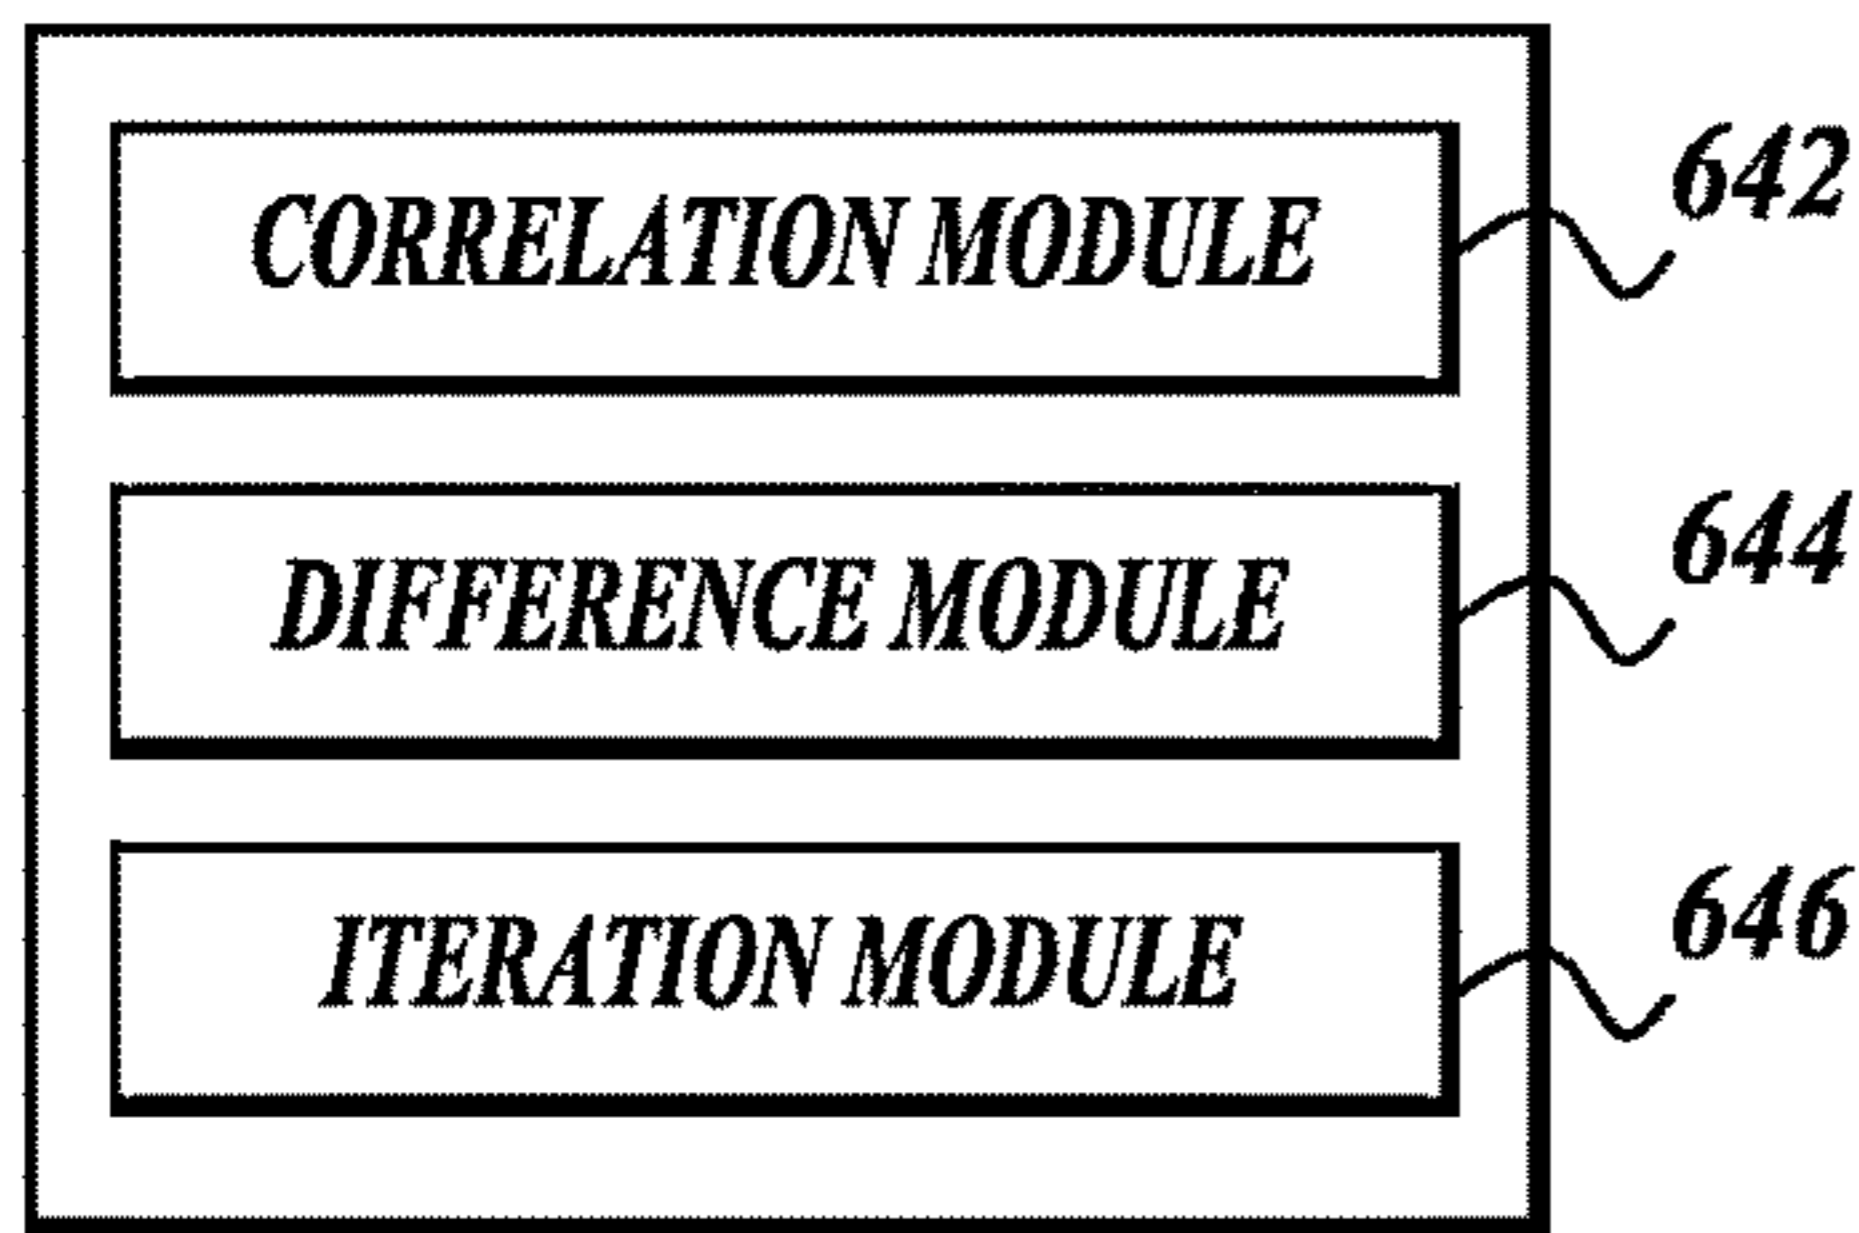 CORRELATION MODULE
642
DIFFERENCE MODULE
644
ITERATION MODULE
646